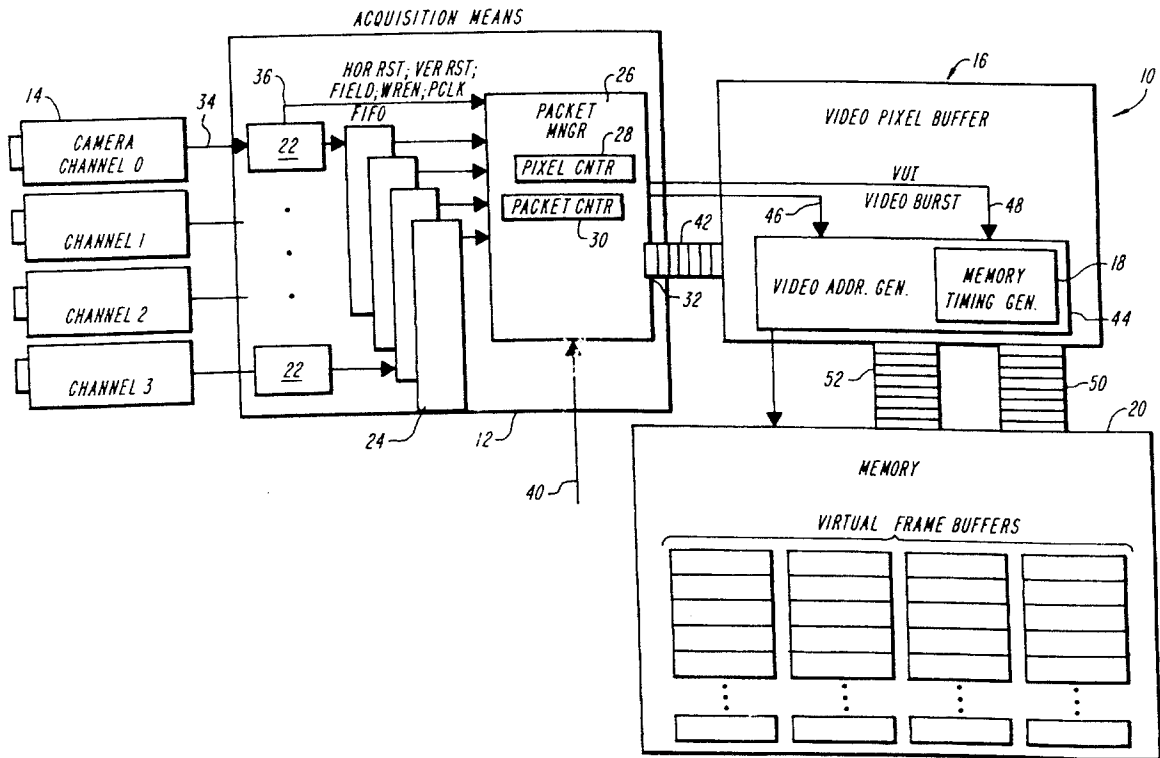 ACQUISITION MEANS
14
34
36
HOR RST; VER RST;
FIELD; WREN; PCLK
FIFO
26
PACKET
MNGR
28
PIXEL CNTR
PACKET CNTR
30
22
CAMERA
CHANNEL 0
CHANNEL 1
CHANNEL 2
CHANNEL 3
22
24
12
40
42
32
16
10
VIDEO PIXEL BUFFER
VUI
VIDEO BURST
46
48
VIDEO ADDR. GEN.
MEMORY
TIMING GEN.
18
44
52
50
20
MEMORY
VIRTUAL FRAME BUFFERS